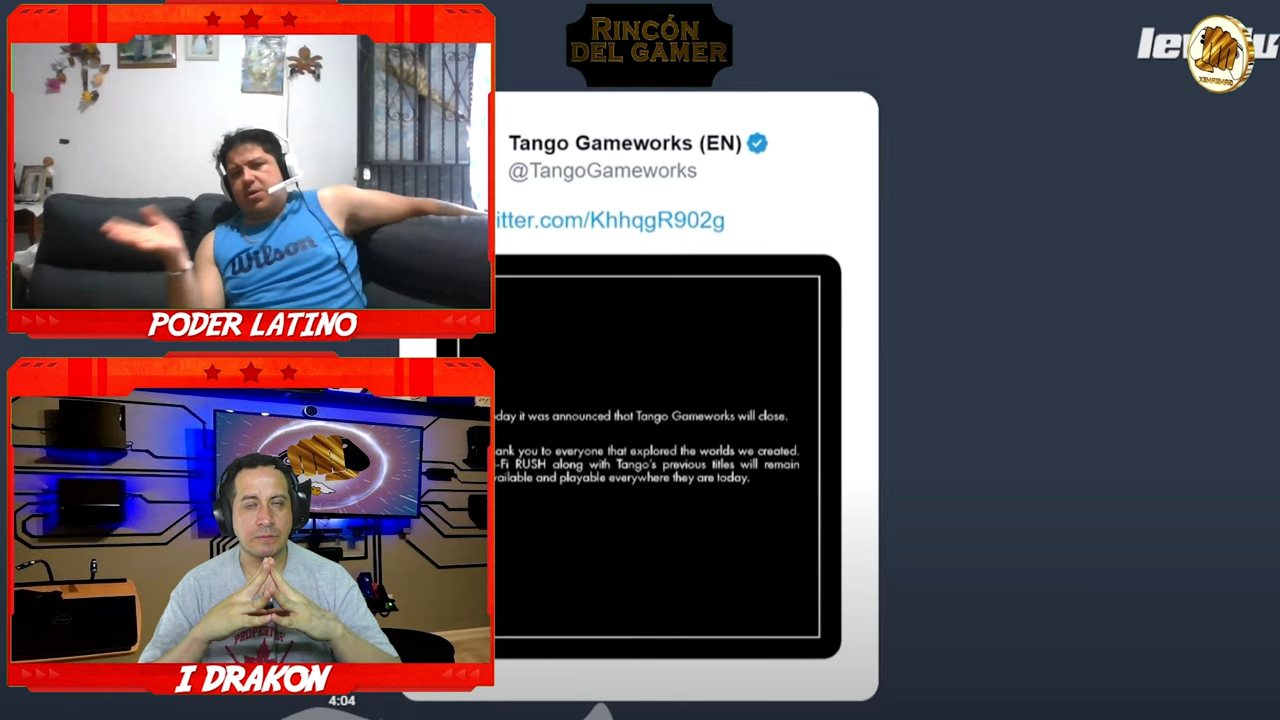 RINCÓN
DEL GAMER
Tango Gameworks (EN)
@TangoGameworks
itter.com/KhhqgR902g
Wilson
PODER LATINO
day it was announced that Tango Gameworks will close.
ank you to everyone that explored the worlds we created.
-Fi RUSH along with Tango's previous titles will remain
vailable and playable everywhere they are today.
PROPERTY
I DRAKON
4:04